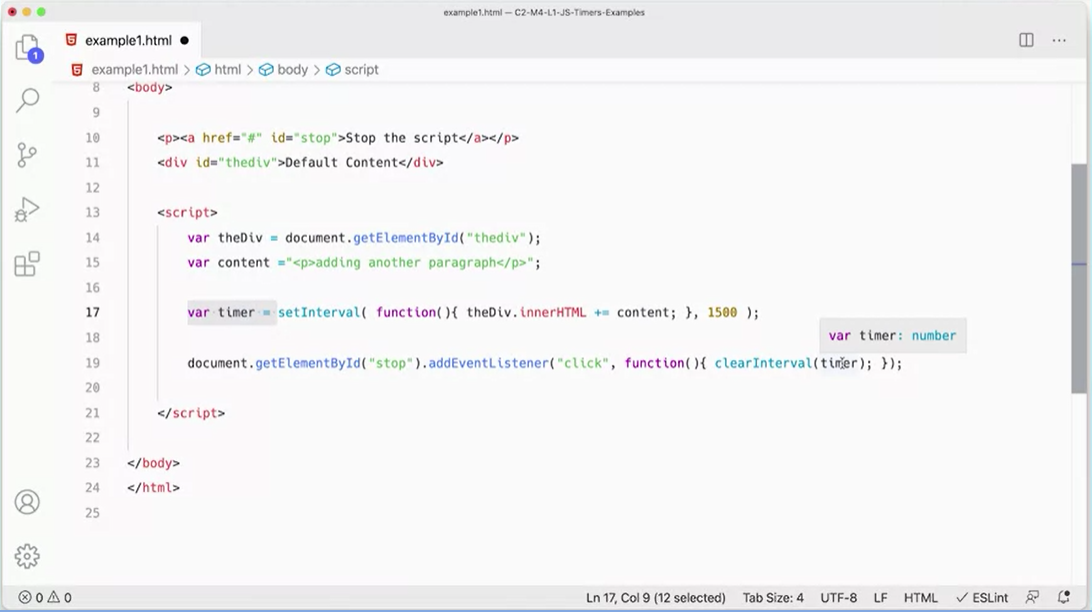 example1.html — C2-M4-L1-JS-Timers-Examples
example1.html
1
example1.html > html > body > script
8 <body>
9
10 <p><a href="#" id="stop">Stop the script</a></p>
11 <div id="thediv">Default Content</div>
12
13 <script>
14 var theDiv = document.getElementById("thediv");
15 var content ="<p>adding another paragraph</p>";
16
17 var timer = setInterval( function(){ theDiv.innerHTML += content; }, 1500 );
18
var timer: number
19 document.getElementById("stop").addEventListener("click", function(){ clearInterval(timer); });
20
21 </script>
22
23 </body>
24 </html>
25
0 0 Ln 17, Col 9 (12 selected) Tab Size: 4 UTF-8 LF HTML ESLint